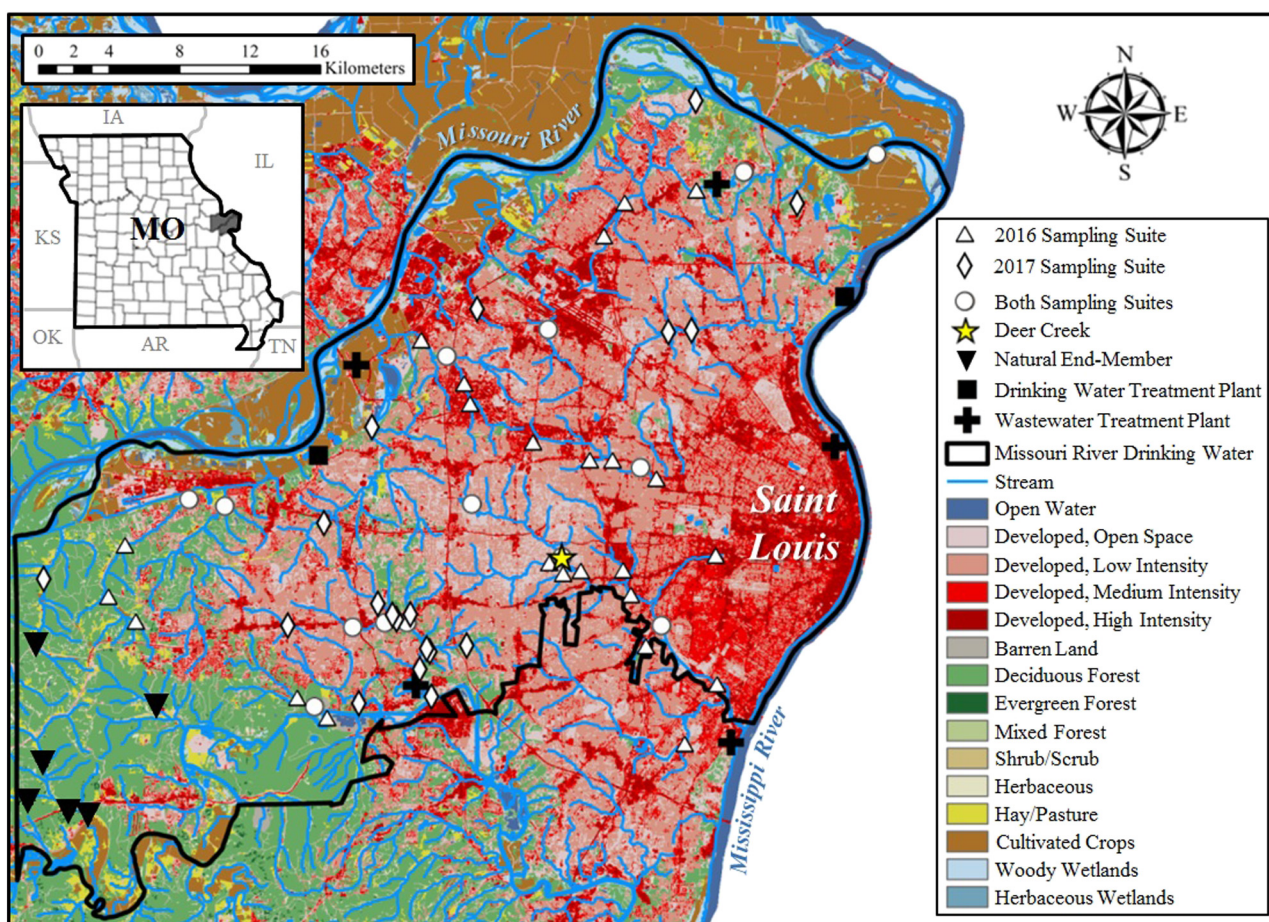 0 2 4 8 12 16
Kilometers
IA
IL
KS
MO
OK
AR
TN
Missouri River
Saint
Louis
Mississippi River
N
W E
S
2016 Sampling Suite
2017 Sampling Suite
Both Sampling Suites
Deer Creek
Natural End-Member
Drinking Water Treatment Plant
Wastewater Treatment Plant
Missouri River Drinking Water
Stream
Open Water
Developed, Open Space
Developed, Low Intensity
Developed, Medium Intensity
Developed, High Intensity
Barren Land
Deciduous Forest
Evergreen Forest
Mixed Forest
Shrub/Scrub
Herbaceous
Hay/Pasture
Cultivated Crops
Woody Wetlands
Herbaceous Wetlands